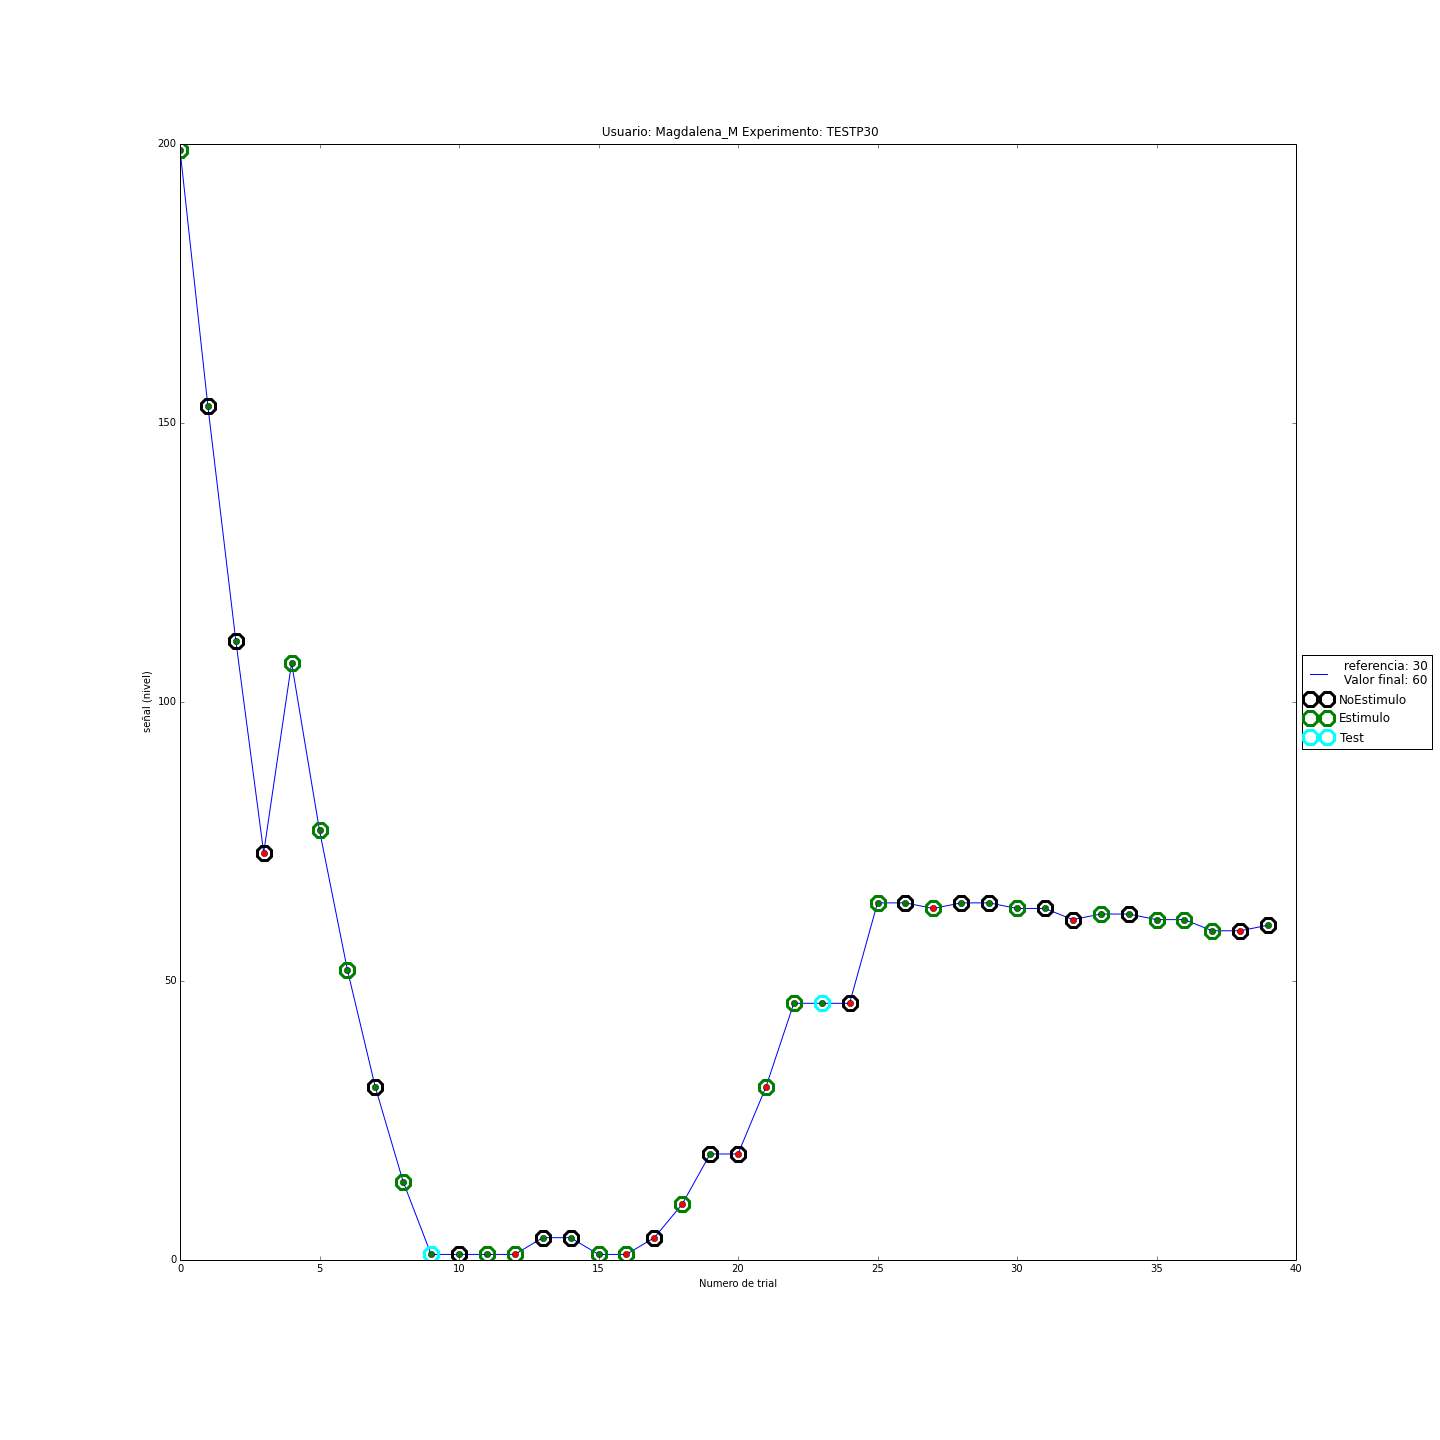 Usuario: Magdalena_M Experimento: TESTP30
200
150
100
50
0
señal (nivel)
0 5 10 15 20 25 30 35 40
Numero de trial
referencia: 30
Valor final: 60
NoEstimulo
Estimulo
Test